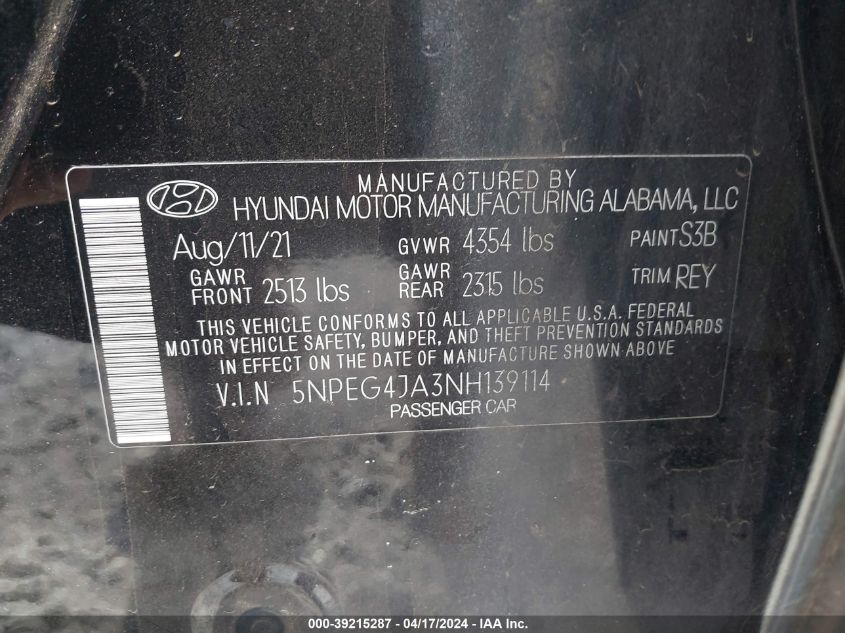 MANUFACTURED BY
HYUNDAI MOTOR MANUFACTURING ALABAMA, LLC
Aug/11/21 GVWR 4354 lbs PAINT S3B
GAWR FRONT 2513 lbs GAWR REAR 2315 lbs TRIM REY
THIS VEHICLE CONFORMS TO ALL APPLICABLE U.S.A. FEDERAL
MOTOR VEHICLE SAFETY, BUMPER, AND THEFT PREVENTION STANDARDS
IN EFFECT ON THE DATE OF MANUFACTURE SHOWN ABOVE
V.I.N 5NPEG4JA3NH139114
PASSENGER CAR
000-39215287 - 04/17/2024 - IAA Inc.